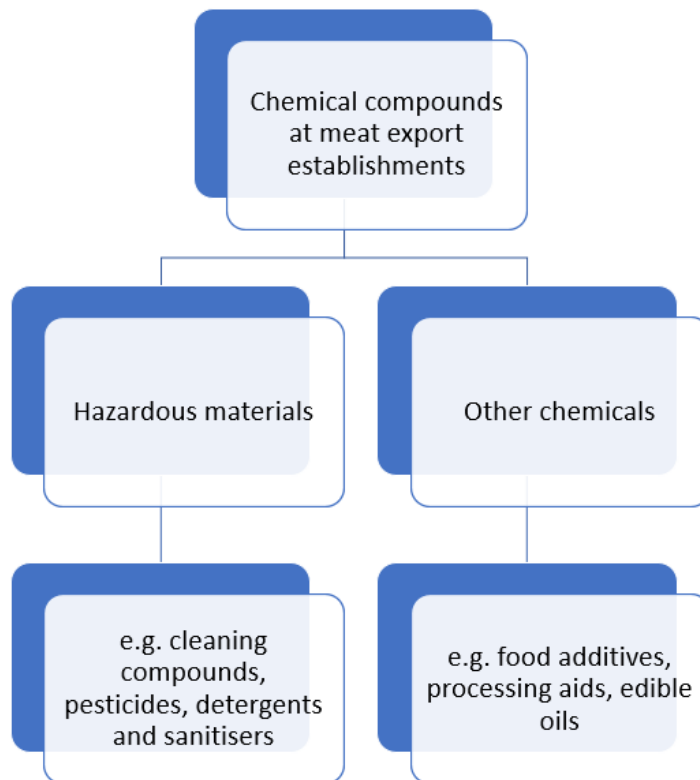 Chemical compounds
at meat export
establishments
Hazardous materials
Other chemicals
e.g. cleaning
compounds,
pesticides, detergents
and sanitisers
e.g. food additives,
processing aids, edible
oils